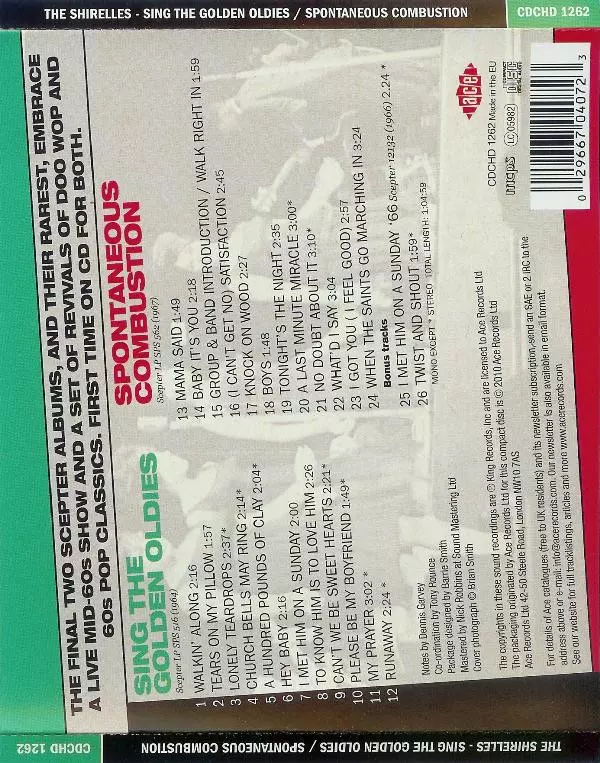 THE SHIRELLES - SING THE GOLDEN OLDIES / SPONTANEOUS COMBUSTION
CDCHD 1262
THE FINAL TWO SCEPTER ALBUMS, AND THEIR RAREST, EMBRACE
A LIVE MID-60s SHOW AND A SET OF REVIVALS OF DOO WOP AND
60s POP CLASSICS. FIRST TIME ON CD FOR BOTH.
SING THE
GOLDEN OLDIES
Scepter LP SPS 516 (1964)
1 WALKIN' ALONG 2:16
2 TEARS ON MY PILLOW 1:57
3 LONELY TEARDROPS 2:37*
4 CHURCH BELLS MAY RING 2:14*
5 A HUNDRED POUNDS OF CLAY 2:04*
6 HEY BABY 2:16
7 I MET HIM ON A SUNDAY 2:00
8 TO KNOW HIM IS TO LOVE HIM 2:26
9 CAN'T WE BE SWEET HEARTS 2:21*
10 PLEASE BE MY BOYFRIEND 1:49*
11 MY PRAYER 3:02 *
12 RUNAWAY 2:24 *
SPONTANEOUS
COMBUSTION
Scepter LP SPS 562 (1967)
13 MAMA SAID 1:49
14 BABY IT'S YOU 2:18
15 GROUP & BAND INTRODUCTION / WALK RIGHT IN 1:59
16 (I CAN'T GET NO) SATISFACTION 2:45
17 KNOCK ON WOOD 2:27
18 BOYS 1:48
19 TONIGHT'S THE NIGHT 2:35
20 A LAST MINUTE MIRACLE 3:00*
21 NO DOUBT ABOUT IT 3:10*
22 WHAT'D I SAY 3:04
23 I GOT YOU ( I FEEL GOOD) 2:57
24 WHEN THE SAINTS GO MARCHING IN 3:24
Bonus tracks
25 I MET HIM ON A SUNDAY '66 Scepter 12132 (1966) 2.24 *
26 TWIST AND SHOUT 1:59*
MONO EXCEPT * STEREO TOTAL LENGTH: 1:04:59
Notes by Dennis Garvey
Co-ordination by Tony Rounce
Package designed by Barrie Smith
Mastered by Nick Robbins at Sound Mastering Ltd
Cover photograph © Brian Smith
The copyrights in these sound recordings are ℗ King Records, Inc and are licensed to Ace Records Ltd
The packaging originated by Ace Records Ltd for this compact disc is © 2010 Ace Records Ltd
Ace Records Ltd 42-50 Steele Road, London NW10 7AS
For details of Ace catalogues (free to UK residents) and its newsletter subscription, send an SAE or 2 IRC to the
address above or e-mail: info@acerecords.com. Our newsletter is also available in email format.
See our website for full tracklistings, articles and more www.acerecords.com
ace
CDCHD 1262 Made in the EU
mcps LC 05982 COMPACT disc DIGITAL AUDIO
0 29667 04072 3
THE SHIRELLES - SING THE GOLDEN OLDIES / SPONTANEOUS COMBUSTION
CDCHD 1262